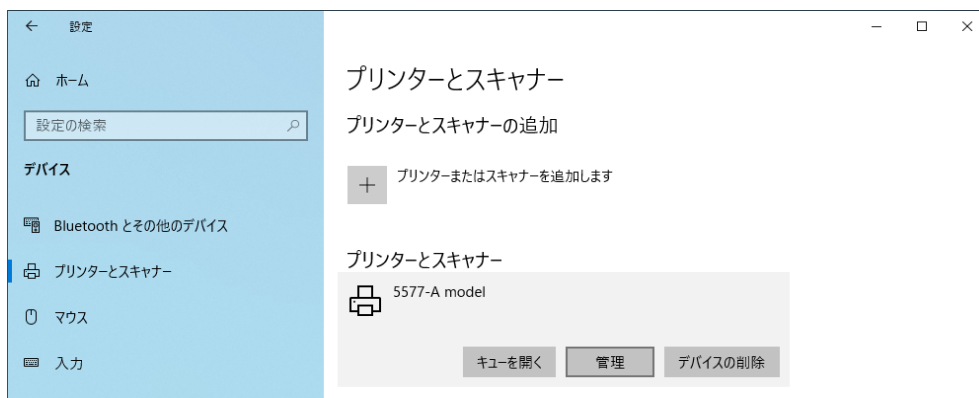 設定
ホーム
設定の検索
デバイス
Bluetooth とその他のデバイス
プリンターとスキャナー
マウス
入力
プリンターとスキャナー
プリンターとスキャナーの追加
プリンターまたはスキャナーを追加します
プリンターとスキャナー
5577-A model
キューを開く 管理 デバイスの削除